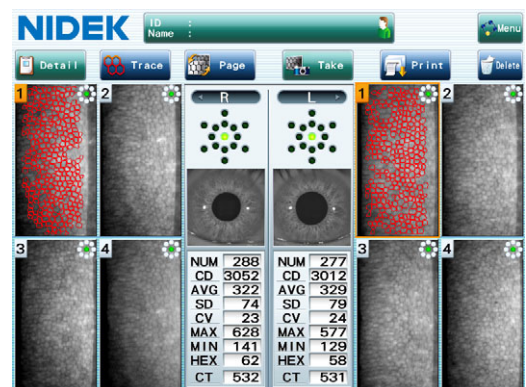 NIDEK
ID :
Name :
Menu
Detail
Trace
Page
Take
Print
Delete
1
2
R
L
1
2
3
4
3
4
NUM 288
CD 3052
AVG 322
SD 74
CV 23
MAX 628
MIN 141
HEX 62
CT 532
NUM 277
CD 3012
AVG 329
SD 79
CV 24
MAX 577
MIN 129
HEX 58
CT 531